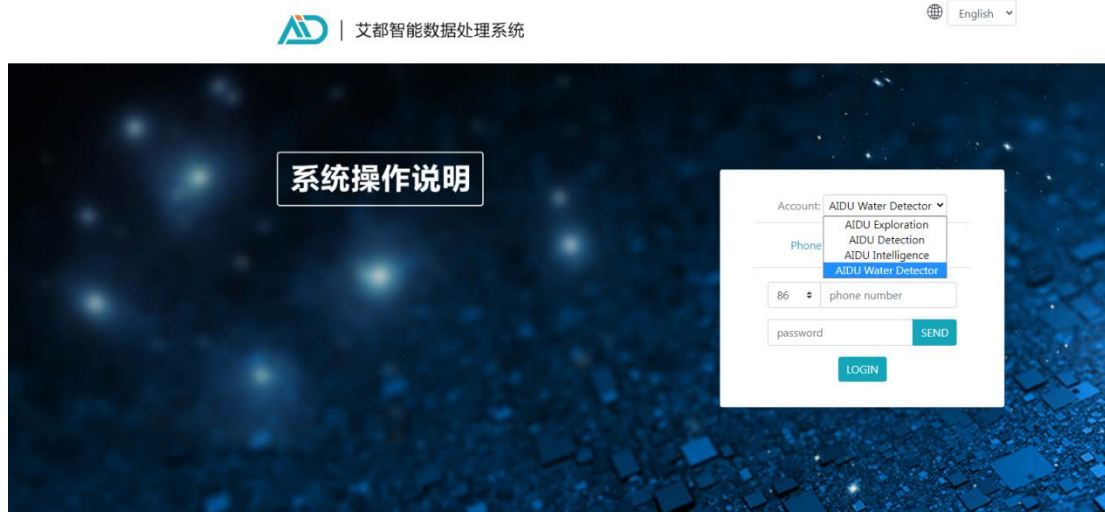 AD | 艾都智能数据处理系统
English
系统操作说明
Account: AIDU Water Detector
AIDU Exploration
AIDU Detection
AIDU Intelligence
AIDU Water Detector
Phone
86
phone number
password
SEND
LOGIN